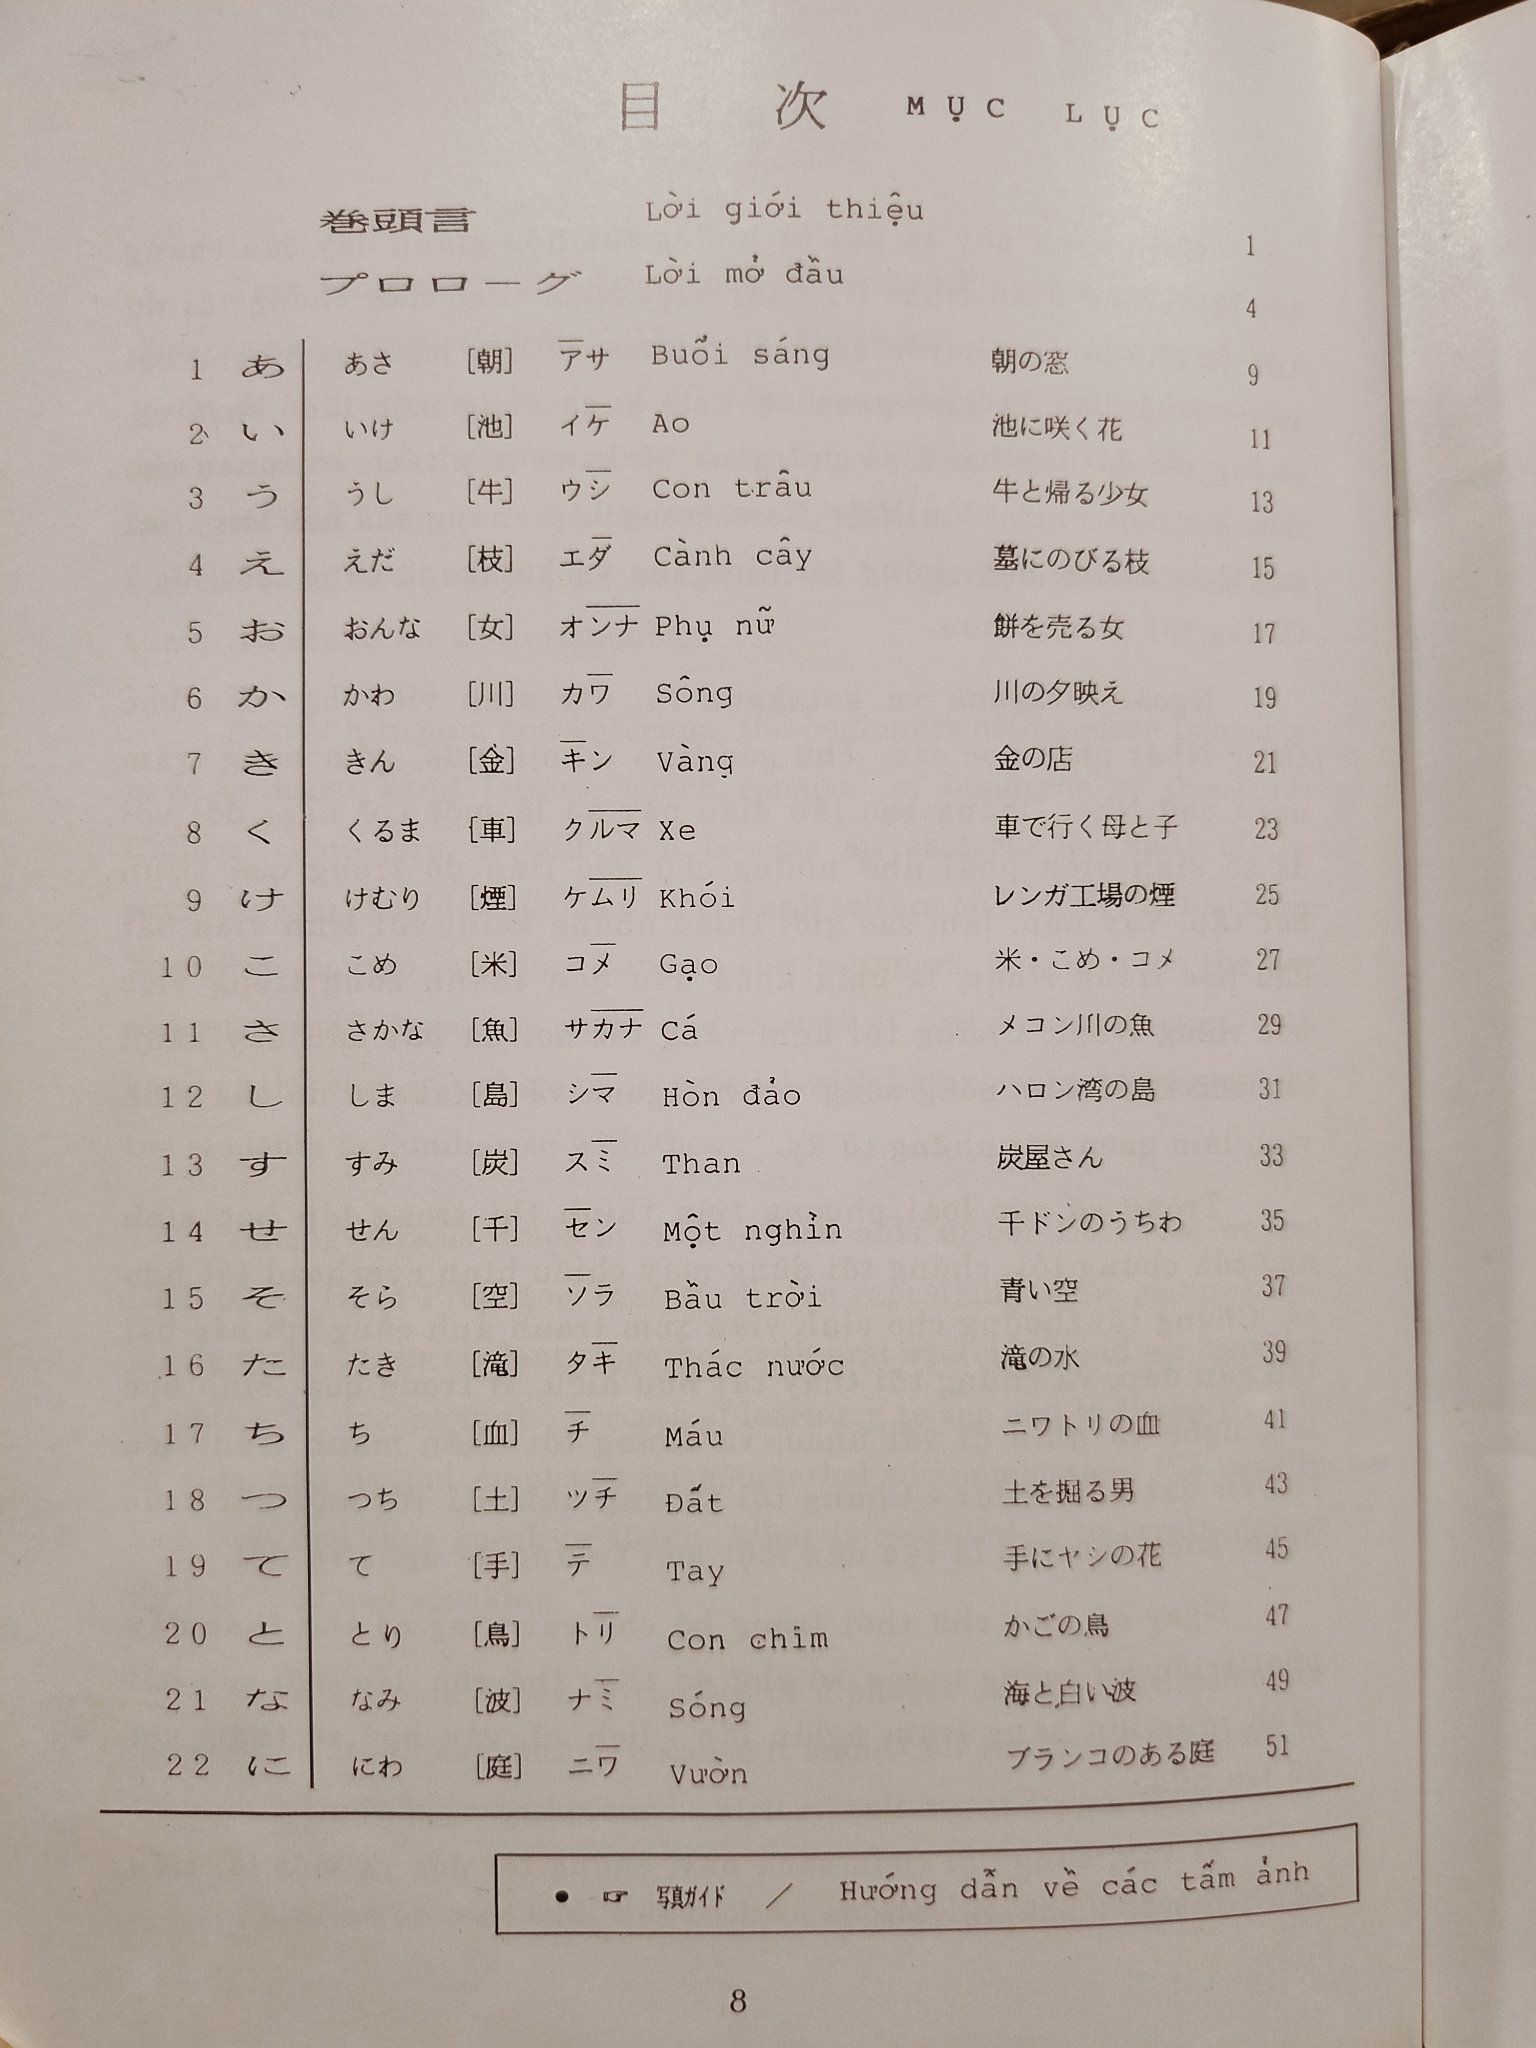 目 次 MỤC LỤC
巻頭言 Lời giới thiệu 1
プロローグ Lời mở đầu 4
1 あ あさ [朝] アサ Buổi sáng 朝の窓 9
2 い いけ [池] イケ Ao 池に咲く花 11
3 う うし [牛] ウシ Con trâu 牛と帰る少女 13
4 え えだ [枝] エダ Cành cây 墓にのびる枝 15
5 お おんな [女] オンナ Phụ nữ 餅を売る女 17
6 か かわ [川] カワ Sông 川の夕映え 19
7 き きん [金] キン Vàng 金の店 21
8 く くるま [車] クルマ Xe 車で行く母と子 23
9 け けむり [煙] ケムリ Khói レンガ工場の煙 25
10 こ こめ [米] コメ Gạo 米・こめ・コメ 27
11 さ さかな [魚] サカナ Cá メコン川の魚 29
12 し しま [島] シマ Hòn đảo ハロン湾の島 31
13 す すみ [炭] スミ Than 炭屋さん 33
14 せ せん [千] セン Một nghìn 千ドンのうちわ 35
15 そ そら [空] ソラ Bầu trời 青い空 37
16 た たき [滝] タキ Thác nước 滝の水 39
17 ち ち [血] チ Máu ニワトリの血 41
18 つ つち [土] ツチ Đất 土を掘る男 43
19 て て [手] テ Tay 手にヤシの花 45
20 と とり [鳥] トリ Con chim かごの鳥 47
21 な なみ [波] ナミ Sóng 海と白い波 49
22 に にわ [庭] ニワ Vườn ブランコのある庭 51
● ☞ 写真ガイド / Hướng dẫn về các tấm ảnh
8